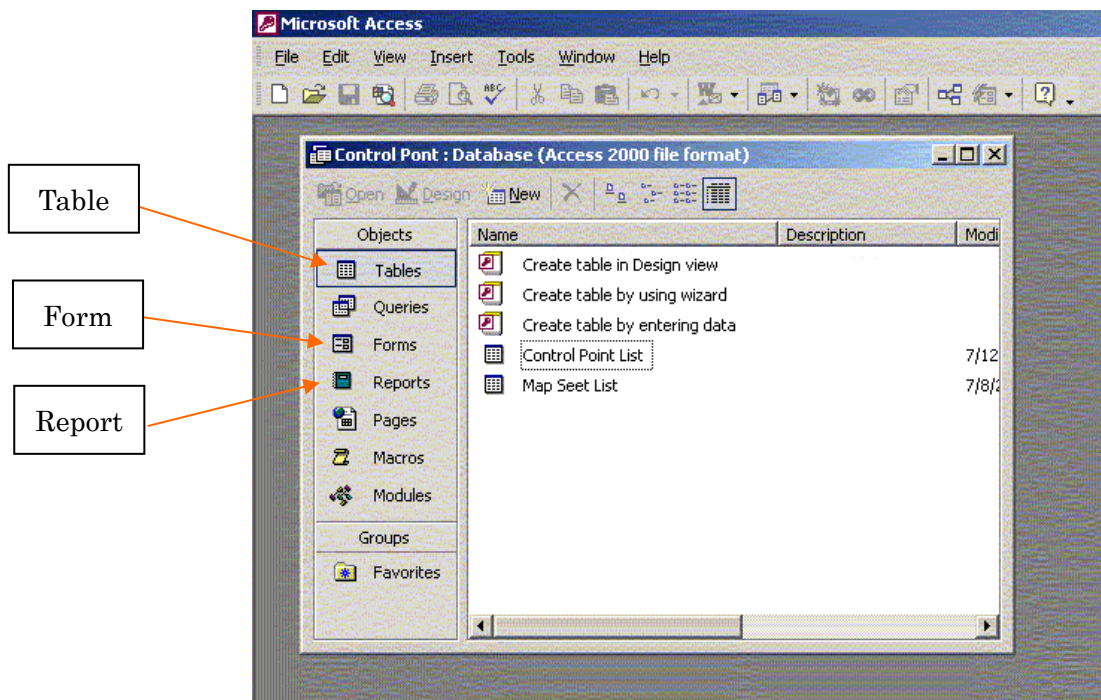 Microsoft Access
File Edit View Insert Tools Window Help
Control Pont : Database (Access 2000 file format)
Open Design New
Objects
Tables
Queries
Forms
Reports
Pages
Macros
Modules
Groups
Favorites
Name Description Modi
Create table in Design view
Create table by using wizard
Create table by entering data
Control Point List 7/12
Map Seet List 7/8/2
Table
Form
Report